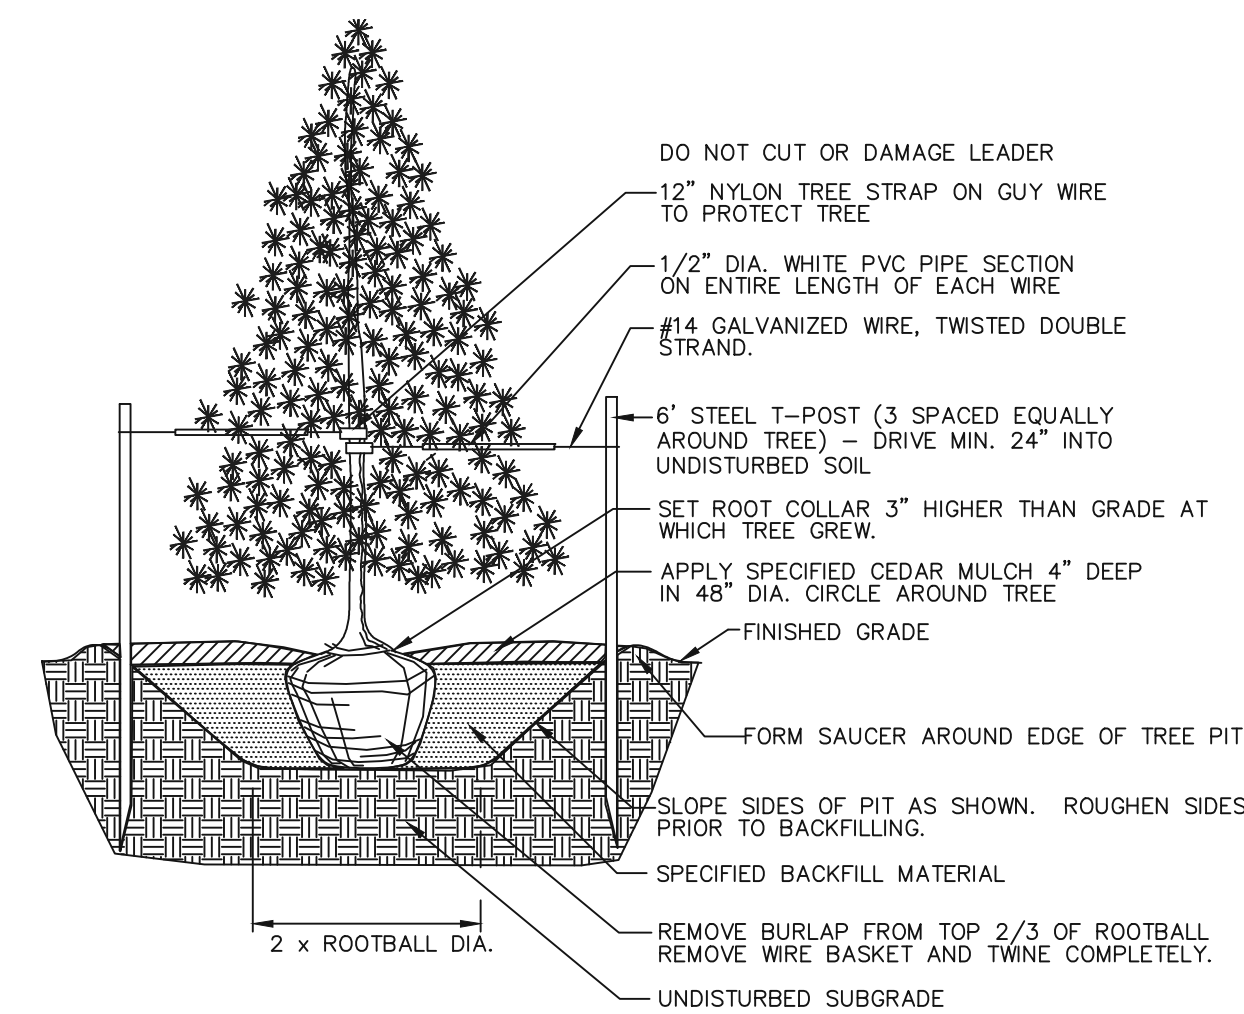 DO NOT CUT OR DAMAGE LEADER
12" NYLON TREE STRAP ON GUY WIRE
TO PROTECT TREE
1/2" DIA. WHITE PVC PIPE SECTION
ON ENTIRE LENGTH OF EACH WIRE
#14 GALVANIZED WIRE, TWISTED DOUBLE
STRAND.
6' STEEL T-POST (3 SPACED EQUALLY
AROUND TREE) - DRIVE MIN. 24" INTO
UNDISTURBED SOIL
SET ROOT COLLAR 3" HIGHER THAN GRADE AT
WHICH TREE GREW.
APPLY SPECIFIED CEDAR MULCH 4" DEEP
IN 48" DIA. CIRCLE AROUND TREE
FINISHED GRADE
FORM SAUCER AROUND EDGE OF TREE PIT
SLOPE SIDES OF PIT AS SHOWN. ROUGHEN SIDES
PRIOR TO BACKFILLING.
SPECIFIED BACKFILL MATERIAL
REMOVE BURLAP FROM TOP 2/3 OF ROOTBALL
REMOVE WIRE BASKET AND TWINE COMPLETELY.
2 x ROOTBALL DIA.
UNDISTURBED SUBGRADE